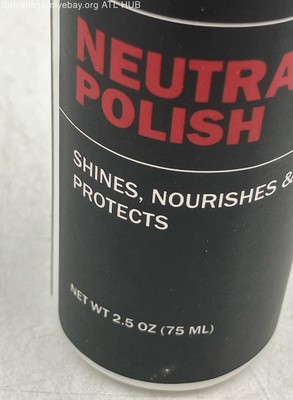 NEUTRA
POLISH
SHINES, NOURISHES &
PROTECTS
NET WT 2.5 OZ (75 ML)